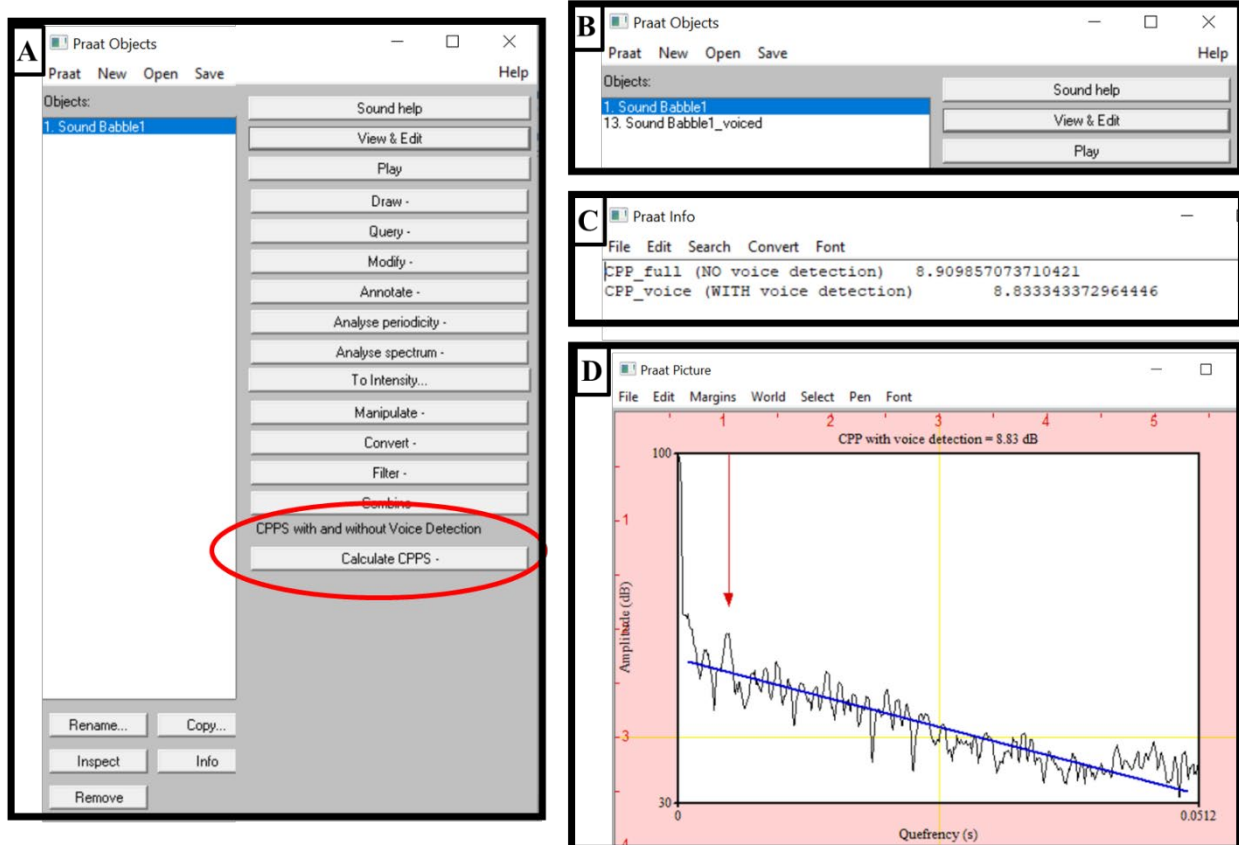 A
Praat Objects
Praat New Open Save
Help
Objects:
1. Sound Babble1
Sound help
View & Edit
Play
Draw -
Query -
Modify -
Annotate -
Analyse periodicity -
Analyse spectrum -
To Intensity...
Manipulate -
Convert -
Filter -
Combine -
CPPS with and without Voice Detection
Calculate CPPS -
Rename... Copy...
Inspect Info
Remove
B
Praat Objects
Praat New Open Save
Help
Objects:
1. Sound Babble1
13. Sound Babble1_voiced
Sound help
View & Edit
Play
C
Praat Info
File Edit Search Convert Font
CPP_full (NO voice detection) 8.909857073710421
CPP_voice (WITH voice detection) 8.833343372964446
D
Praat Picture
File Edit Margins World Select Pen Font
1 2 3 4 5
CPP with voice detection = 8.83 dB
100
1
Amplitude (dB)
3
30
0 0.0512
Quefrency (s)
4